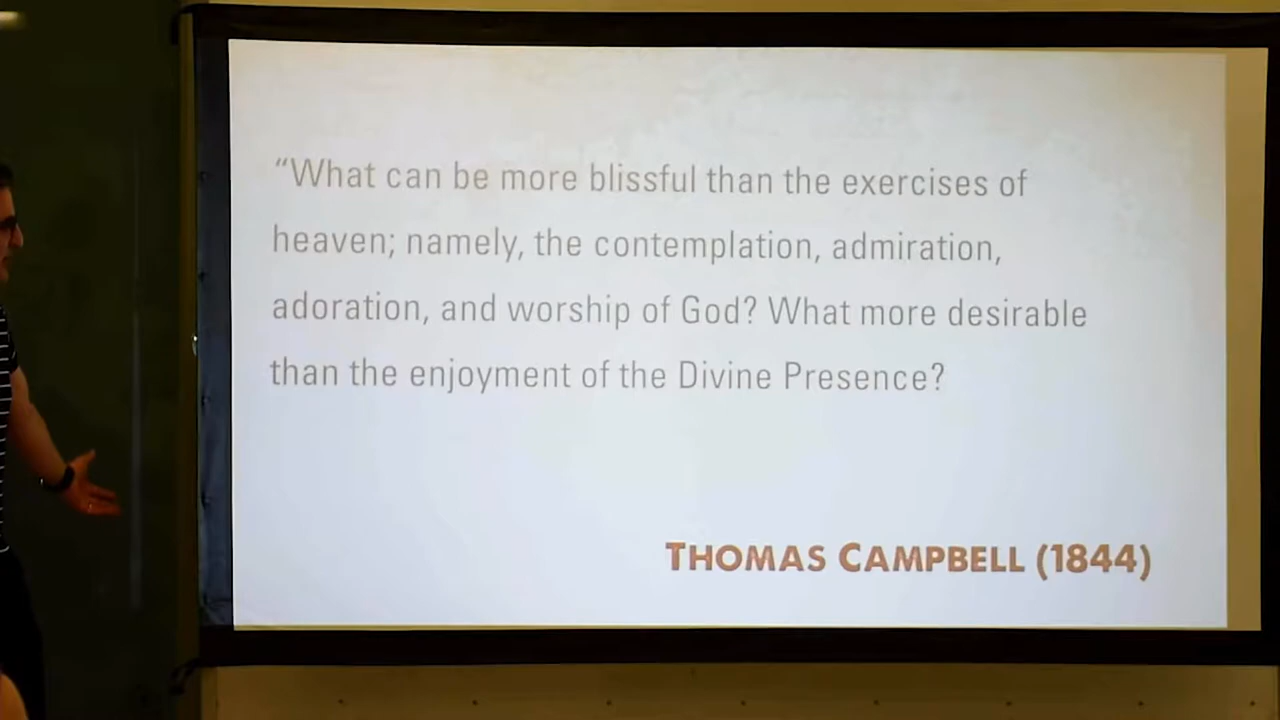 “What can be more blissful than the exercises of
heaven; namely, the contemplation, admiration,
adoration, and worship of God? What more desirable
than the enjoyment of the Divine Presence?
THOMAS CAMPBELL (1844)